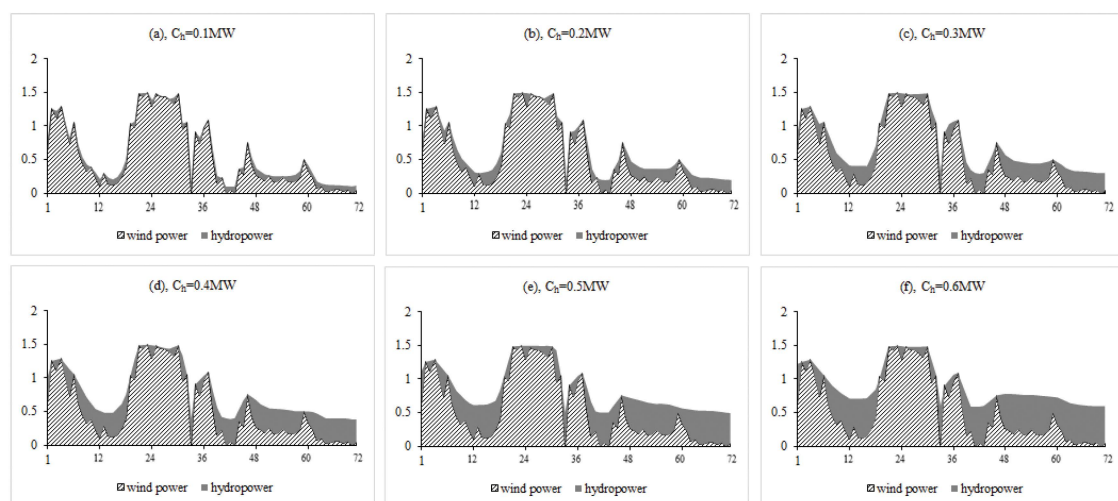 (a), Cₕ=0.1MW
2
1.5
1
0.5
0
1 12 24 36 48 60 72
wind power hydropower
(b), Cₕ=0.2MW
2
1.5
1
0.5
0
1 12 24 36 48 60 72
wind power hydropower
(c), Cₕ=0.3MW
2
1.5
1
0.5
0
1 12 24 36 48 60 72
wind power hydropower
(d), Cₕ=0.4MW
2
1.5
1
0.5
0
1 12 24 36 48 60 72
wind power hydropower
(e), Cₕ=0.5MW
2
1.5
1
0.5
0
1 12 24 36 48 60 72
wind power hydropower
(f), Cₕ=0.6MW
2
1.5
1
0.5
0
1 12 24 36 48 60 72
wind power hydropower